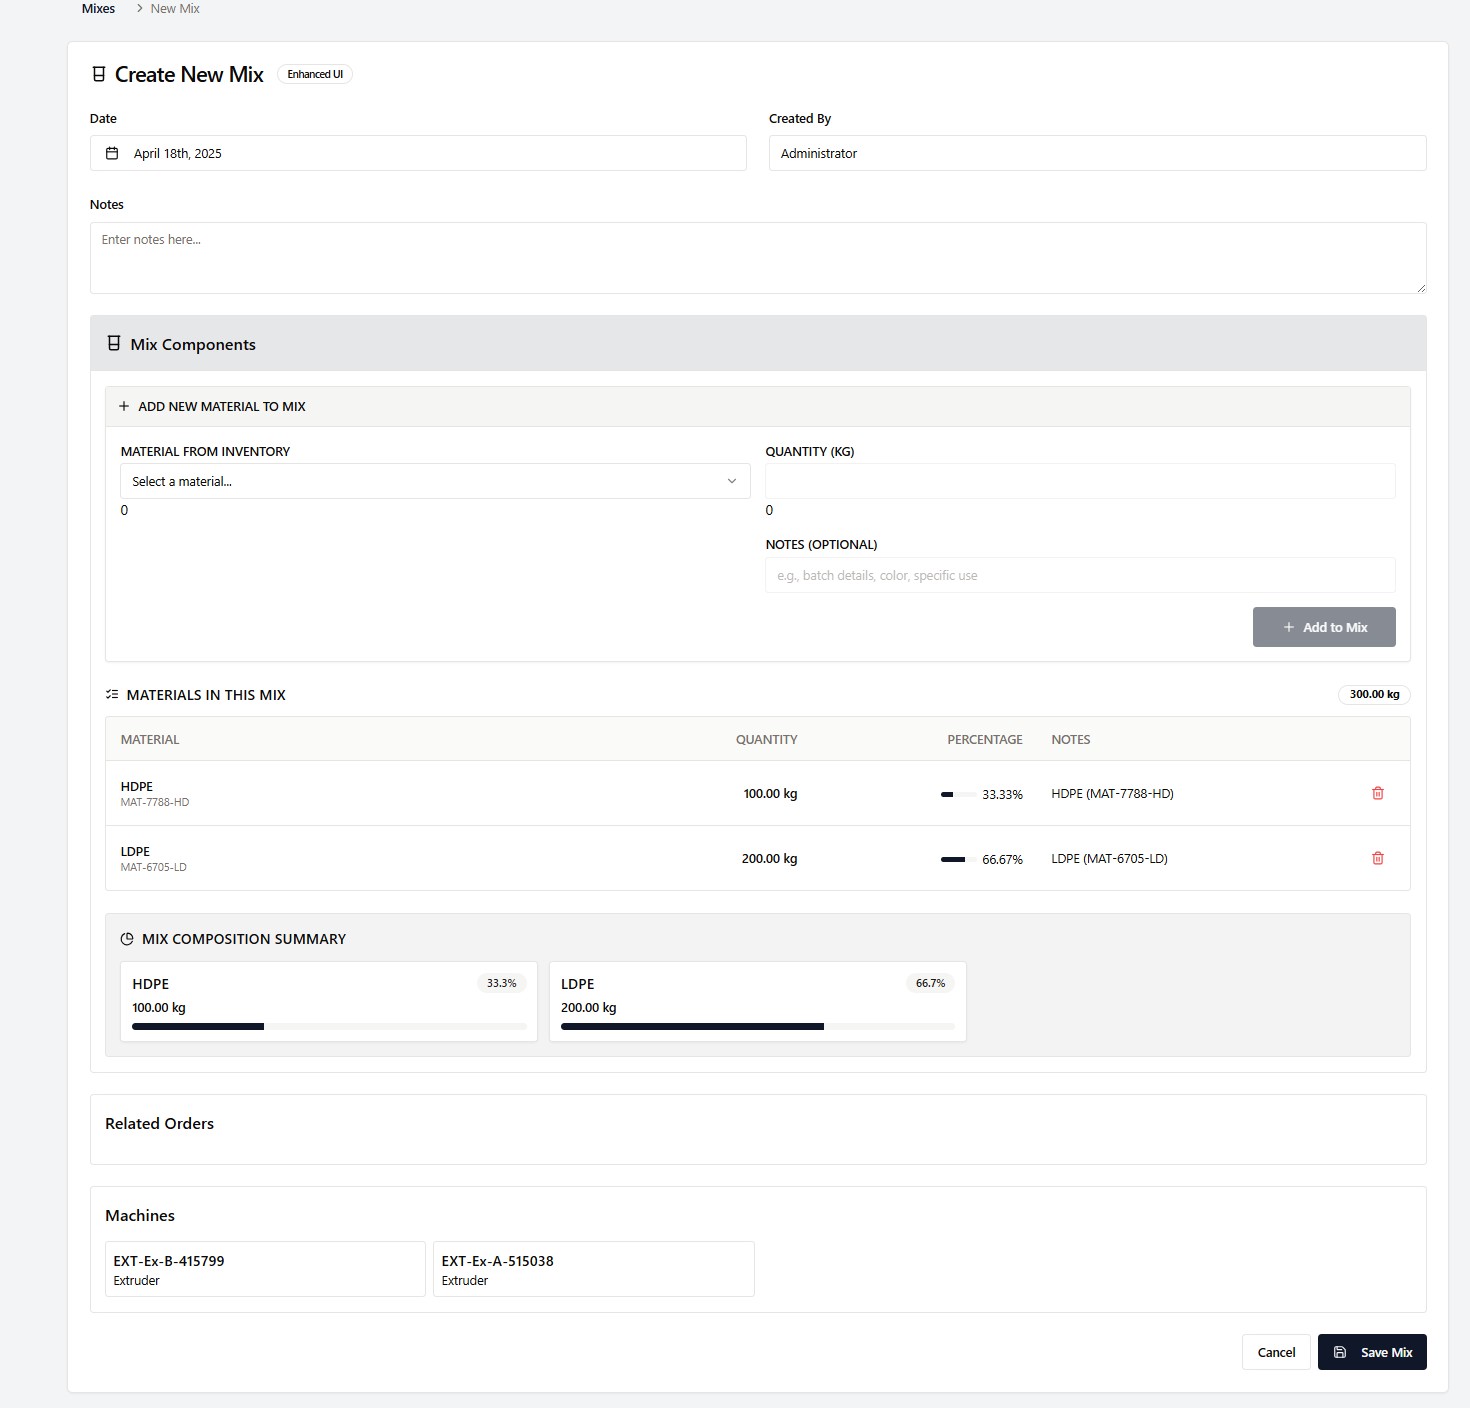 Mixes > New Mix
Create New Mix Enhanced UI
Date
April 18th, 2025
Created By
Administrator
Notes
Enter notes here...
Mix Components
+ ADD NEW MATERIAL TO MIX
MATERIAL FROM INVENTORY
Select a material...
0
QUANTITY (KG)
0
NOTES (OPTIONAL)
e.g., batch details, color, specific use
+ Add to Mix
MATERIALS IN THIS MIX 300.00 kg
MATERIAL QUANTITY PERCENTAGE NOTES
HDPE 100.00 kg 33.33% HDPE (MAT-7788-HD)
MAT-7788-HD
LDPE 200.00 kg 66.67% LDPE (MAT-6705-LD)
MAT-6705-LD
MIX COMPOSITION SUMMARY
HDPE 33.3%
100.00 kg
LDPE 66.7%
200.00 kg
Related Orders
Machines
EXT-Ex-B-415799
Extruder
EXT-Ex-A-515038
Extruder
Cancel Save Mix